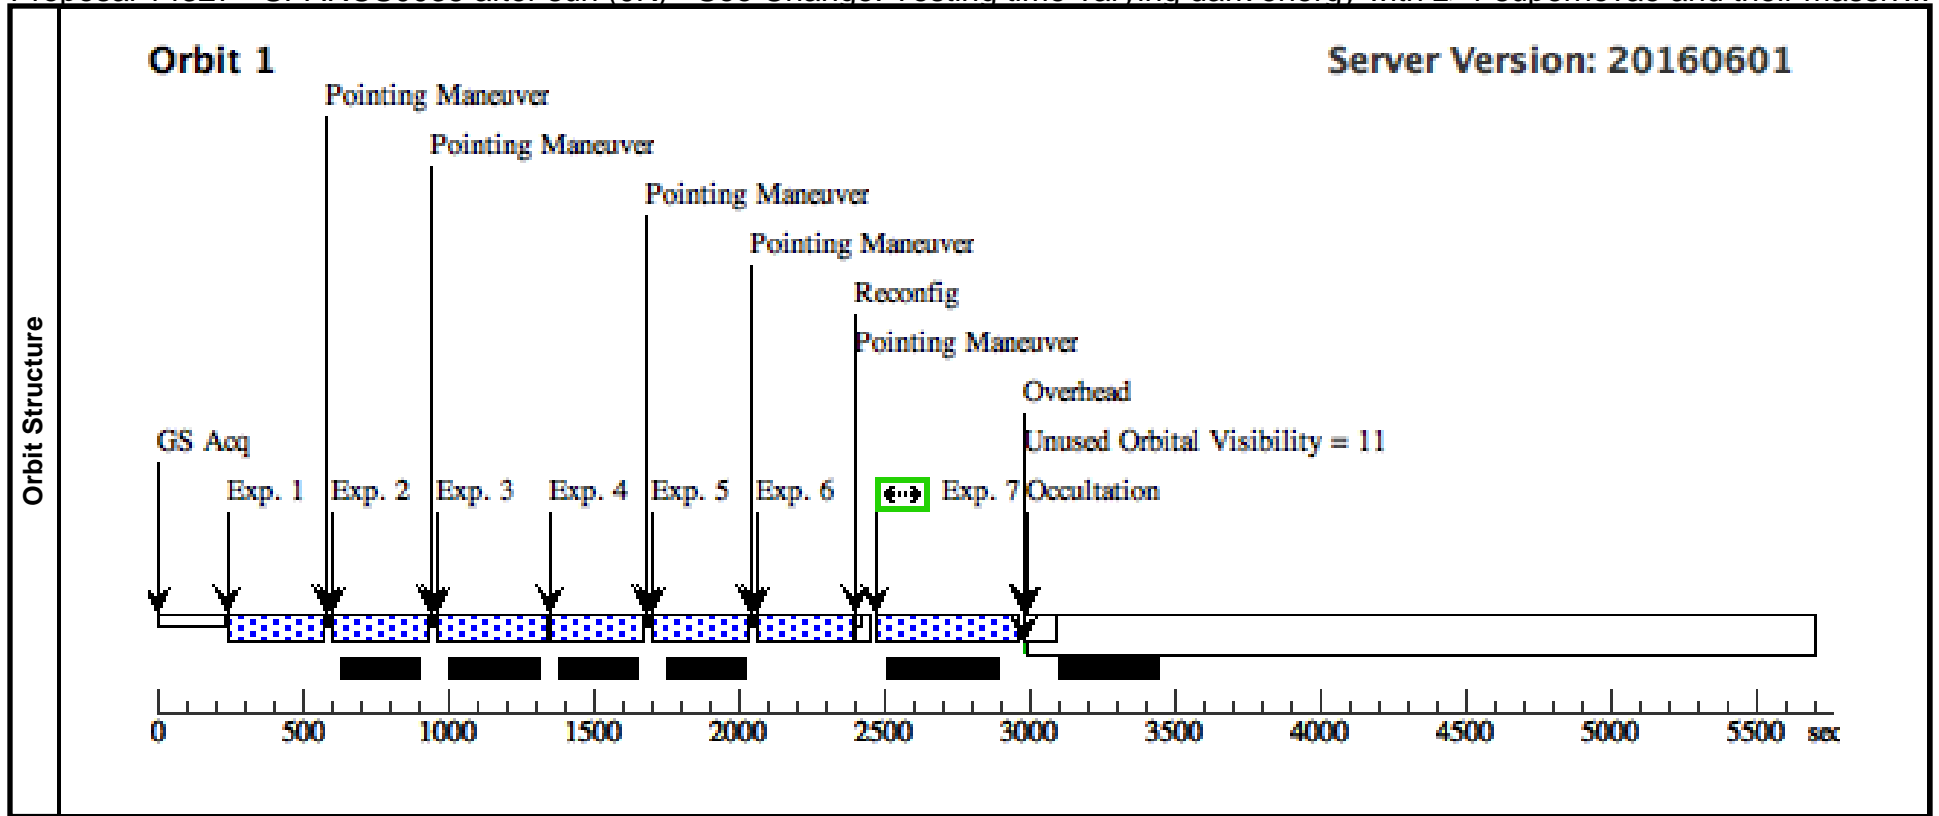 Orbit 1
Server Version: 20160601
Pointing Maneuver
Pointing Maneuver
Pointing Maneuver
Pointing Maneuver
Reconfig
Pointing Maneuver
Overhead
GS Acq
Unused Orbital Visibility = 11
Exp. 1 Exp. 2 Exp. 3 Exp. 4 Exp. 5 Exp. 6 Exp. 7 Occultation
Orbit Structure
0 500 1000 1500 2000 2500 3000 3500 4000 4500 5000 5500 sec